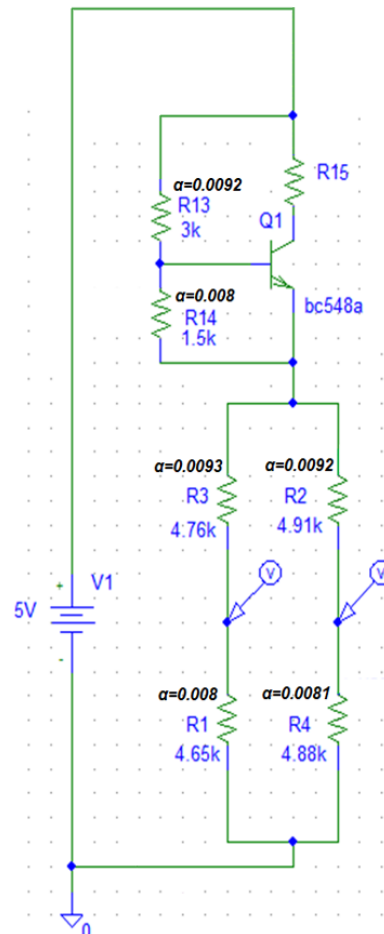 R15
α=0.0092
R13
3k
Q1
α=0.008
R14
1.5k
bc548a
α=0.0093
α=0.0092
R3
R2
4.76k
4.91k
V
V
+
V1
5V
-
α=0.008
α=0.0081
R1
R4
4.65k
4.88k
0